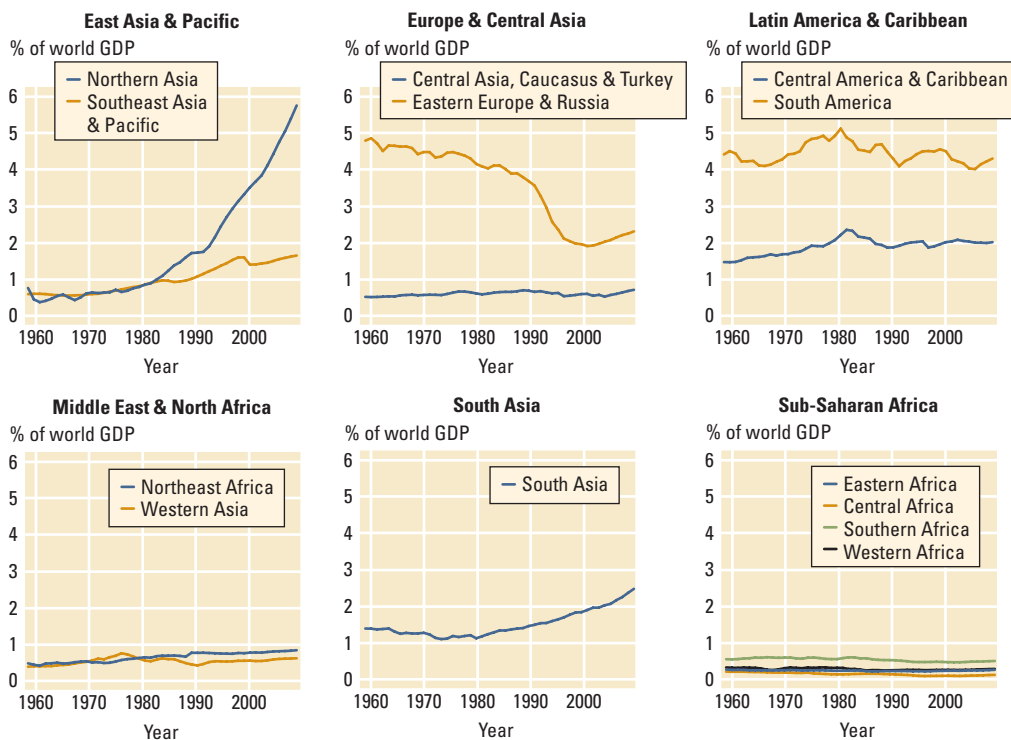 East Asia & Pacific
% of world GDP
Northern Asia
Southeast Asia
& Pacific
6
5
4
3
2
1
0
1960 1970 1980 1990 2000
Year
Europe & Central Asia
% of world GDP
Central Asia, Caucasus & Turkey
Eastern Europe & Russia
6
5
4
3
2
1
0
1960 1970 1980 1990 2000
Year
Latin America & Caribbean
% of world GDP
Central America & Caribbean
South America
6
5
4
3
2
1
0
1960 1970 1980 1990 2000
Year
Middle East & North Africa
% of world GDP
Northeast Africa
Western Asia
6
5
4
3
2
1
0
1960 1970 1980 1990 2000
Year
South Asia
% of world GDP
South Asia
6
5
4
3
2
1
0
1960 1970 1980 1990 2000
Year
Sub-Saharan Africa
% of world GDP
Eastern Africa
Central Africa
Southern Africa
Western Africa
6
5
4
3
2
1
0
1960 1970 1980 1990 2000
Year